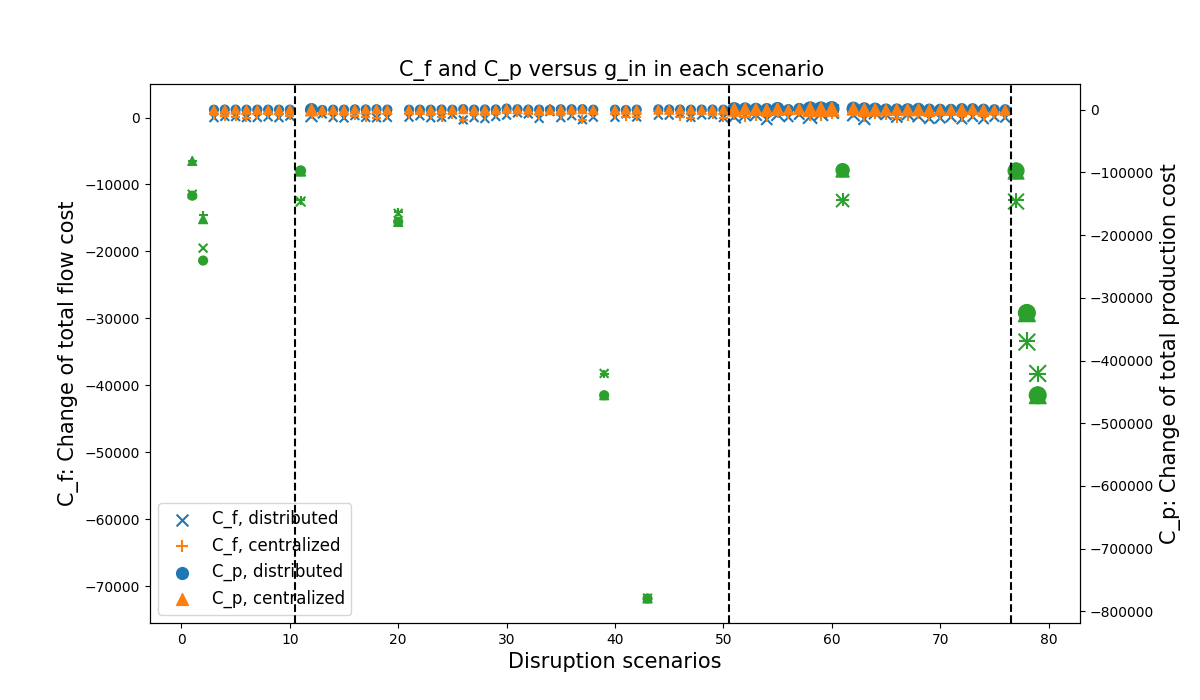 C_f and C_p versus g_in in each scenario
C_f: Change of total flow cost
0
−10000
−20000
−30000
−40000
−50000
−60000
−70000
C_f, distributed
C_f, centralized
C_p, distributed
C_p, centralized
0
−100000
−200000
−300000
−400000
−500000
−600000
−700000
−800000
C_p: Change of total production cost
0 10 20 30 40 50 60 70 80
Disruption scenarios